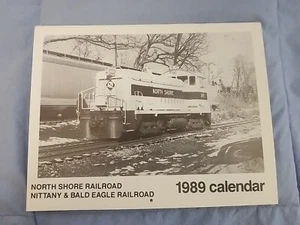 NORTH SHORE
NORTH SHORE RAILROAD
NITTANY & BALD EAGLE RAILROAD
1989 calendar